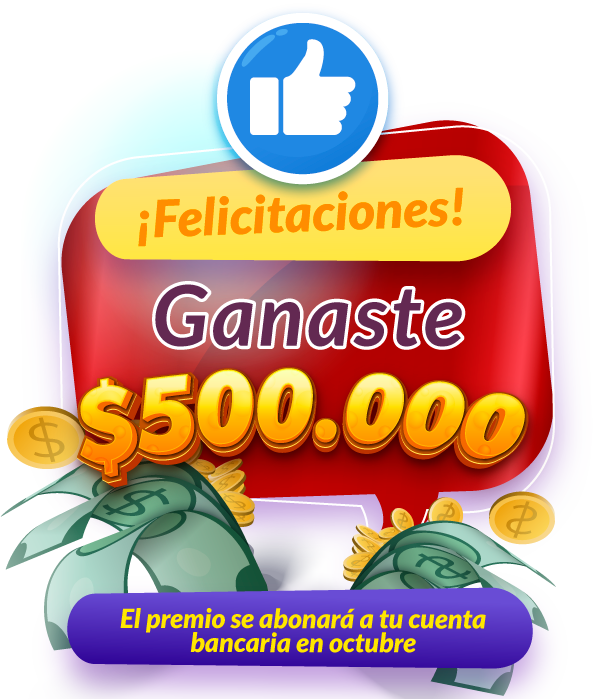 ¡Felicitaciones!
Ganaste
$500.000
El premio se abonará a tu cuenta
bancaria en octubre